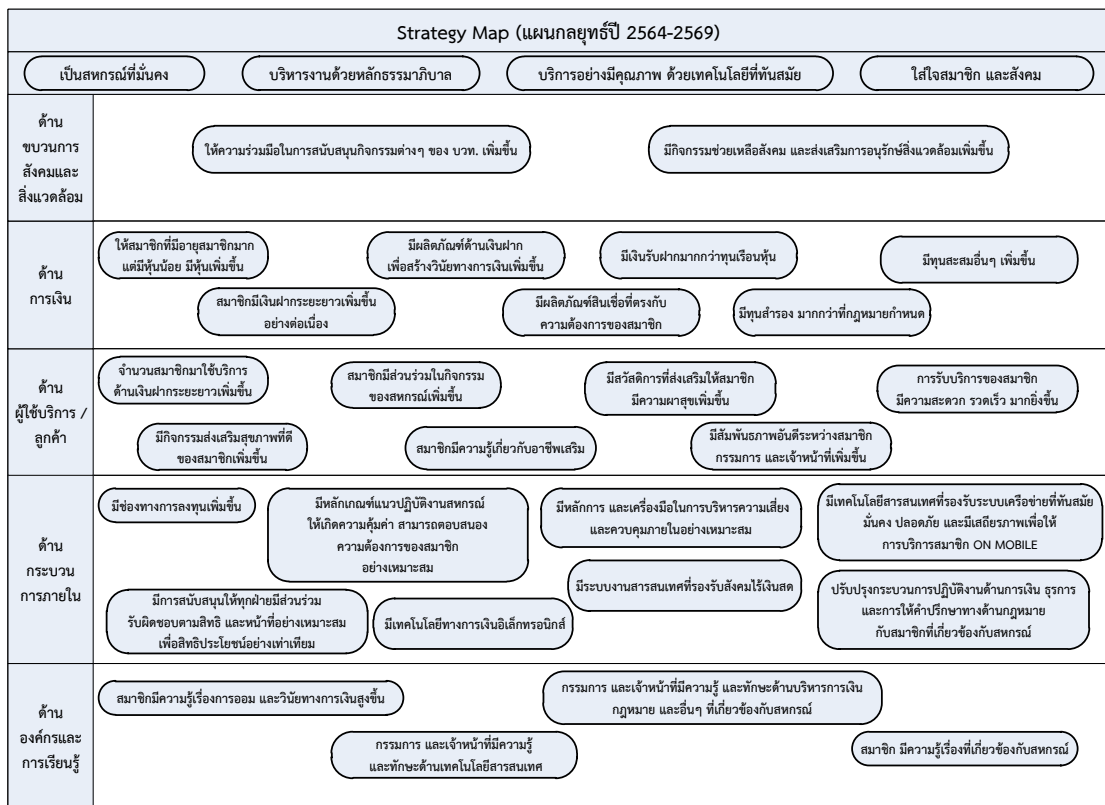 Strategy Map (แผนกลยุทธ์ปี 2564-2569)
เป็นสหกรณ์ที่มั่นคง
บริหารงานด้วยหลักธรรมาภิบาล
บริการอย่างมีคุณภาพ ด้วยเทคโนโลยีที่ทันสมัย
ใส่ใจสมาชิก และสังคม
ด้าน
ขบวนการ
สังคมและ
สิ่งแวดล้อม
ให้ความร่วมมือในการสนับสนุนกิจกรรมต่างๆ ของ บวท. เพิ่มขึ้น
มีกิจกรรมช่วยเหลือสังคม และส่งเสริมการอนุรักษ์สิ่งแวดล้อมเพิ่มขึ้น
ด้าน
การเงิน
ให้สมาชิกที่มีอายุสมาชิกมาก
แต่มีหุ้นน้อย มีหุ้นเพิ่มขึ้น
มีผลิตภัณฑ์ด้านเงินฝาก
เพื่อสร้างวินัยทางการเงินเพิ่มขึ้น
มีเงินรับฝากมากกว่าทุนเรือนหุ้น
มีทุนสะสมอื่นๆ เพิ่มขึ้น
สมาชิกมีเงินฝากระยะยาวเพิ่มขึ้น
อย่างต่อเนื่อง
มีผลิตภัณฑ์สินเชื่อที่ตรงกับ
ความต้องการของสมาชิก
มีทุนสำรอง มากกว่าที่กฎหมายกำหนด
ด้าน
ผู้ใช้บริการ /
ลูกค้า
จำนวนสมาชิกมาใช้บริการ
ด้านเงินฝากระยะยาวเพิ่มขึ้น
สมาชิกมีส่วนร่วมในกิจกรรม
ของสหกรณ์เพิ่มขึ้น
มีสวัสดิการที่ส่งเสริมให้สมาชิก
มีความผาสุขเพิ่มขึ้น
การรับบริการของสมาชิก
มีความสะดวก รวดเร็ว มากยิ่งขึ้น
มีกิจกรรมส่งเสริมสุขภาพที่ดี
ของสมาชิกเพิ่มขึ้น
สมาชิกมีความรู้เกี่ยวกับอาชีพเสริม
มีสัมพันธภาพอันดีระหว่างสมาชิก
กรรมการ และเจ้าหน้าที่เพิ่มขึ้น
ด้าน
กระบวน
การภายใน
มีช่องทางการลงทุนเพิ่มขึ้น
มีหลักเกณฑ์แนวปฏิบัติงานสหกรณ์
ให้เกิดความคุ้มค่า สามารถตอบสนอง
ความต้องการของสมาชิก
อย่างเหมาะสม
มีหลักการ และเครื่องมือในการบริหารความเสี่ยง
และควบคุมภายในอย่างเหมาะสม
มีเทคโนโลยีสารสนเทศที่รองรับระบบเครือข่ายที่ทันสมัย
มั่นคง ปลอดภัย และมีเสถียรภาพเพื่อให้
การบริการสมาชิก ON MOBILE
มีการสนับสนุนให้ทุกฝ่ายมีส่วนร่วม
รับผิดชอบตามสิทธิ และหน้าที่อย่างเหมาะสม
เพื่อสิทธิประโยชน์อย่างเท่าเทียม
มีเทคโนโลยีทางการเงินอิเล็กทรอนิกส์
มีระบบงานสารสนเทศที่รองรับสังคมไร้เงินสด
ปรับปรุงกระบวนการปฏิบัติงานด้านการเงิน ธุรการ
และการให้คำปรึกษาทางด้านกฎหมาย
กับสมาชิกที่เกี่ยวข้องกับสหกรณ์
ด้าน
องค์กรและ
การเรียนรู้
สมาชิกมีความรู้เรื่องการออม และวินัยทางการเงินสูงขึ้น
กรรมการ และเจ้าหน้าที่มีความรู้ และทักษะด้านบริหารการเงิน
กฎหมาย และอื่นๆ ที่เกี่ยวข้องกับสหกรณ์
กรรมการ และเจ้าหน้าที่มีความรู้
และทักษะด้านเทคโนโลยีสารสนเทศ
สมาชิก มีความรู้เรื่องที่เกี่ยวข้องกับสหกรณ์